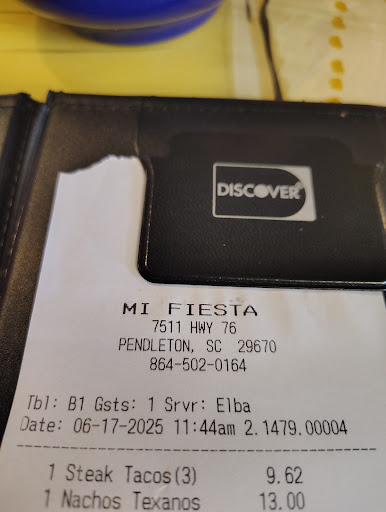 DISCOVER
MI FIESTA
7511 HWY 76
PENDLETON, SC 29670
864-502-0164
Tbl: B1 Gsts: 1 Srvr: Elba
Date: 06-17-2025 11:44am 2.1479.00004
1 Steak Tacos(3) 9.62
1 Nachos Texanos 13.00